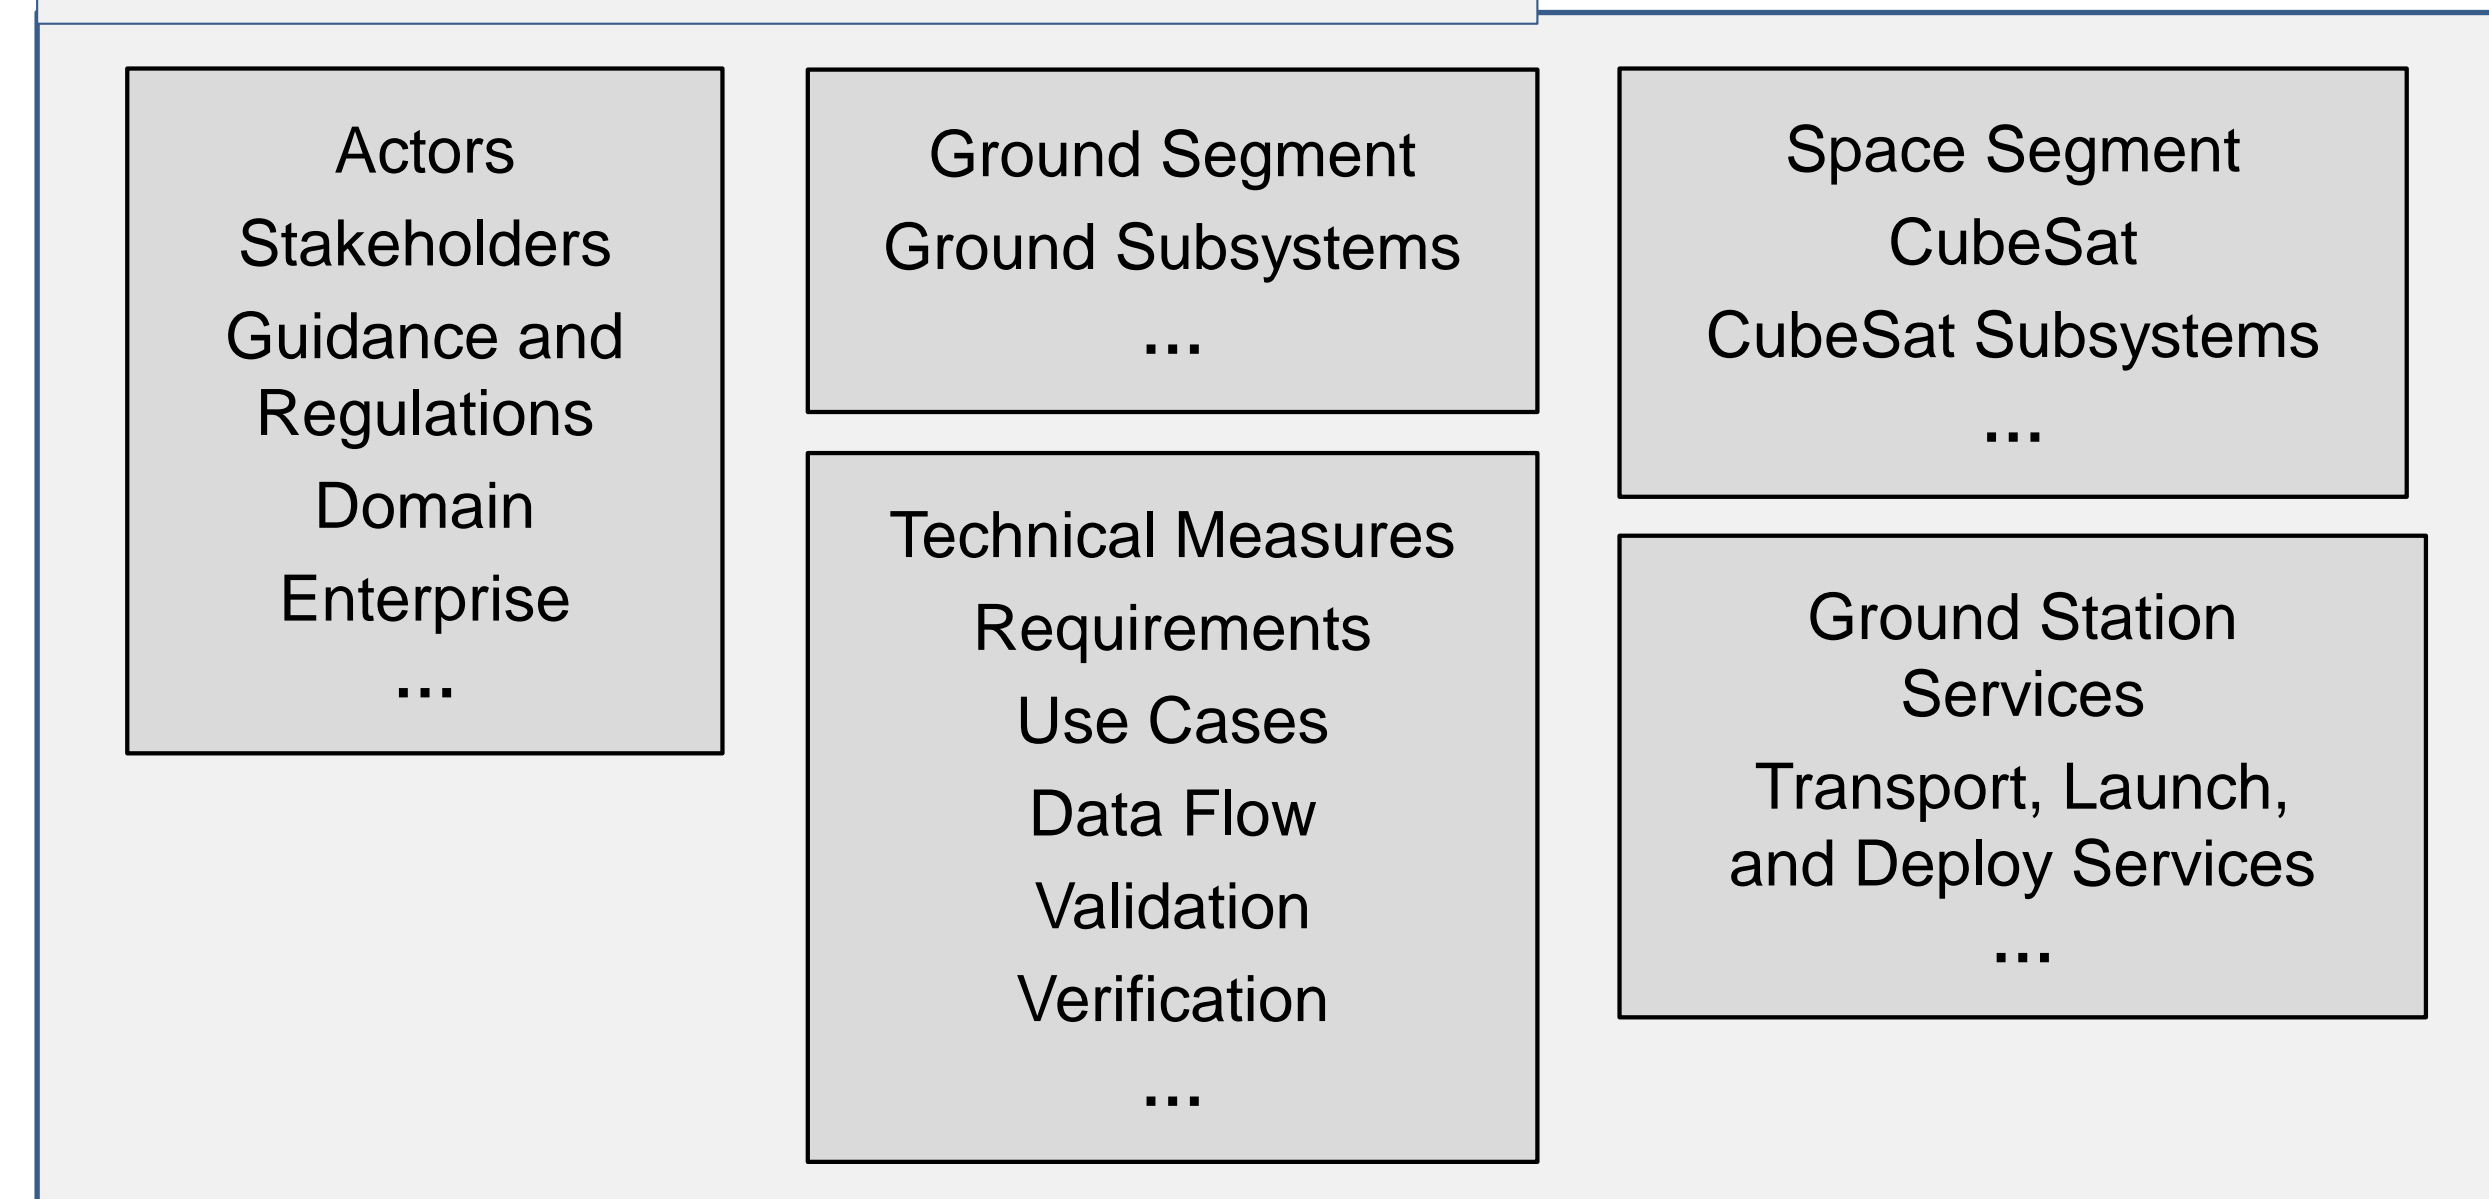 Actors
Stakeholders
Guidance and
Regulations
Domain
Enterprise
...
Ground Segment
Ground Subsystems
...
Technical Measures
Requirements
Use Cases
Data Flow
Validation
Verification
...
Space Segment
CubeSat
CubeSat Subsystems
...
Ground Station
Services
Transport, Launch,
and Deploy Services
...